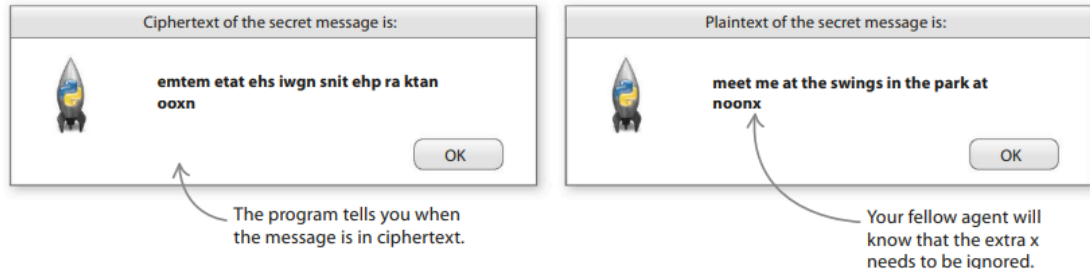 Ciphertext of the secret message is:
emtem etat ehs iwgn snit ehp ra ktan
ooxn
OK
The program tells you when
the message is in ciphertext.
Plaintext of the secret message is:
meet me at the swings in the park at
noonx
OK
Your fellow agent will
know that the extra x
needs to be ignored.